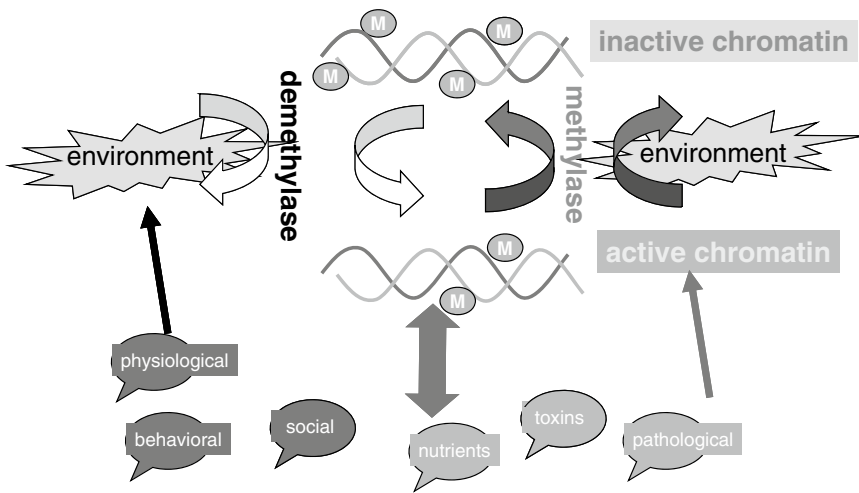 M
M
M
M
inactive chromatin
demethylase
methylase
environment
environment
M
M
active chromatin
physiological
behavioral
social
nutrients
toxins
pathological